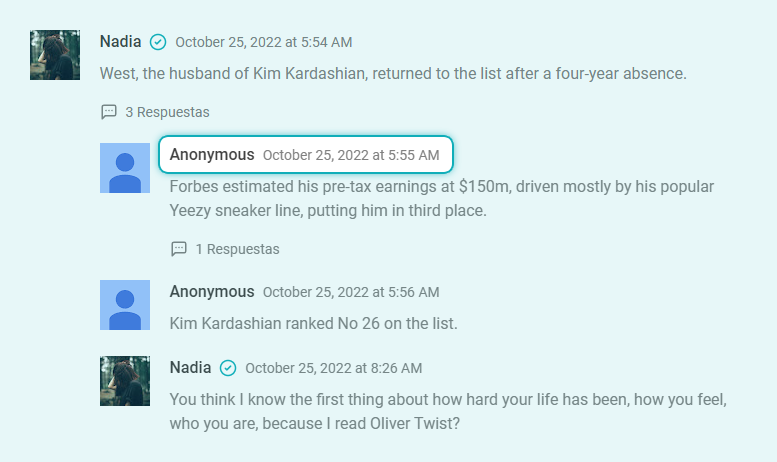 Nadia October 25, 2022 at 5:54 AM
West, the husband of Kim Kardashian, returned to the list after a four-year absence.
3 Respuestas
Anonymous October 25, 2022 at 5:55 AM
Forbes estimated his pre-tax earnings at $150m, driven mostly by his popular
Yeezy sneaker line, putting him in third place.
1 Respuestas
Anonymous October 25, 2022 at 5:56 AM
Kim Kardashian ranked No 26 on the list.
Nadia October 25, 2022 at 8:26 AM
You think I know the first thing about how hard your life has been, how you feel,
who you are, because I read Oliver Twist?